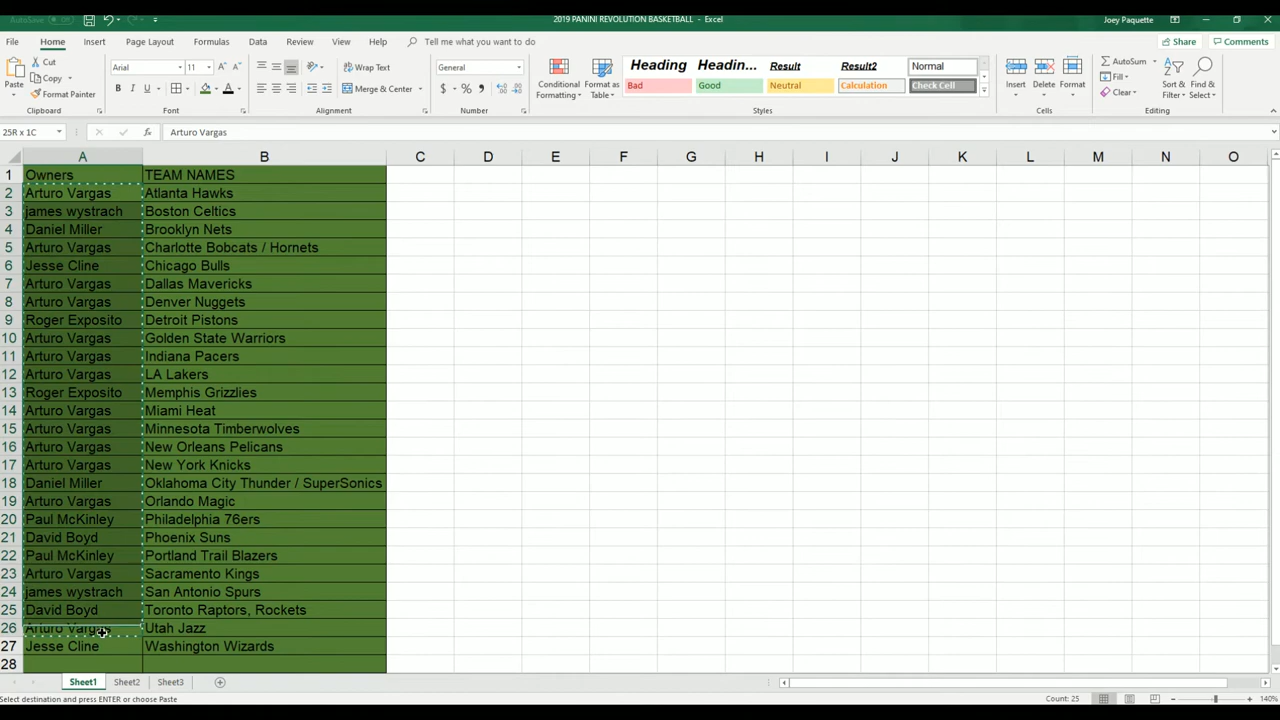 AutoSave Off 2019 PANINI REVOLUTION BASKETBALL - Excel Joey Paquette
File Home Insert Page Layout Formulas Data Review View Help Tell me what you want to do Share Comments
Paste Cut Copy Format Painter Clipboard
Arial 11 A A B I U A Font
Wrap Text Merge & Center Alignment
General $ % , Number
Conditional Formatting Format as Table Heading Headin... Result Result2 Normal
Bad Good Neutral Calculation Check Cell Styles
Insert Delete Format Cells
AutoSum Fill Clear Sort & Filter Find & Select Editing
25R x 1C fx Arturo Vargas
A B C D E F G H I J K L M N O
1 Owners TEAM NAMES
2 Arturo Vargas Atlanta Hawks
3 james wystrach Boston Celtics
4 Daniel Miller Brooklyn Nets
5 Arturo Vargas Charlotte Bobcats / Hornets
6 Jesse Cline Chicago Bulls
7 Arturo Vargas Dallas Mavericks
8 Arturo Vargas Denver Nuggets
9 Roger Exposito Detroit Pistons
10 Arturo Vargas Golden State Warriors
11 Arturo Vargas Indiana Pacers
12 Arturo Vargas LA Lakers
13 Roger Exposito Memphis Grizzlies
14 Arturo Vargas Miami Heat
15 Arturo Vargas Minnesota Timberwolves
16 Arturo Vargas New Orleans Pelicans
17 Arturo Vargas New York Knicks
18 Daniel Miller Oklahoma City Thunder / SuperSonics
19 Arturo Vargas Orlando Magic
20 Paul McKinley Philadelphia 76ers
21 David Boyd Phoenix Suns
22 Paul McKinley Portland Trail Blazers
23 Arturo Vargas Sacramento Kings
24 james wystrach San Antonio Spurs
25 David Boyd Toronto Raptors, Rockets
26 Arturo Vargas Utah Jazz
27 Jesse Cline Washington Wizards
28
Sheet1 Sheet2 Sheet3
Select destination and press ENTER or choose Paste Count: 25 140%